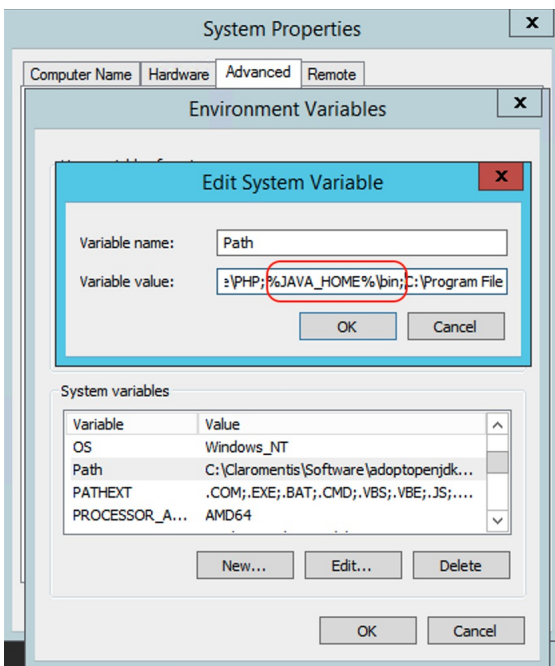 System Properties
x
Computer Name Hardware Advanced Remote
Environment Variables
x
Edit System Variable
x
Variable name: Path
Variable value: e\PHP;%JAVA_HOME%\bin;C:\Program File
OK Cancel
System variables
Variable Value
OS Windows_NT
Path C:\Claromentis\Software\adoptopenjdk...
PATHEXT .COM;.EXE;.BAT;.CMD;.VBS;.VBE;.JS;....
PROCESSOR_A... AMD64
New... Edit... Delete
OK Cancel